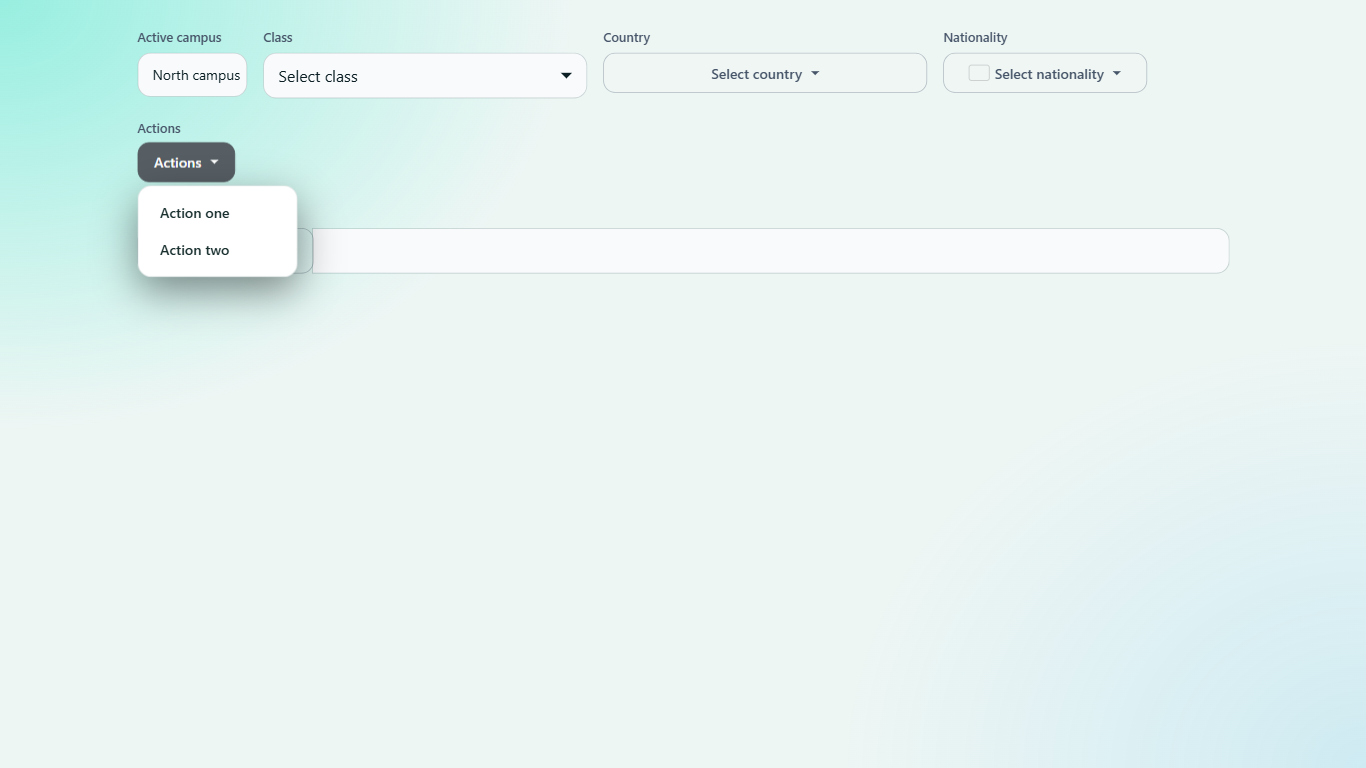 Active campus
Class
Country
Nationality
North campus
Select class
Select country
Select nationality
Actions
Actions
Action one
Action two